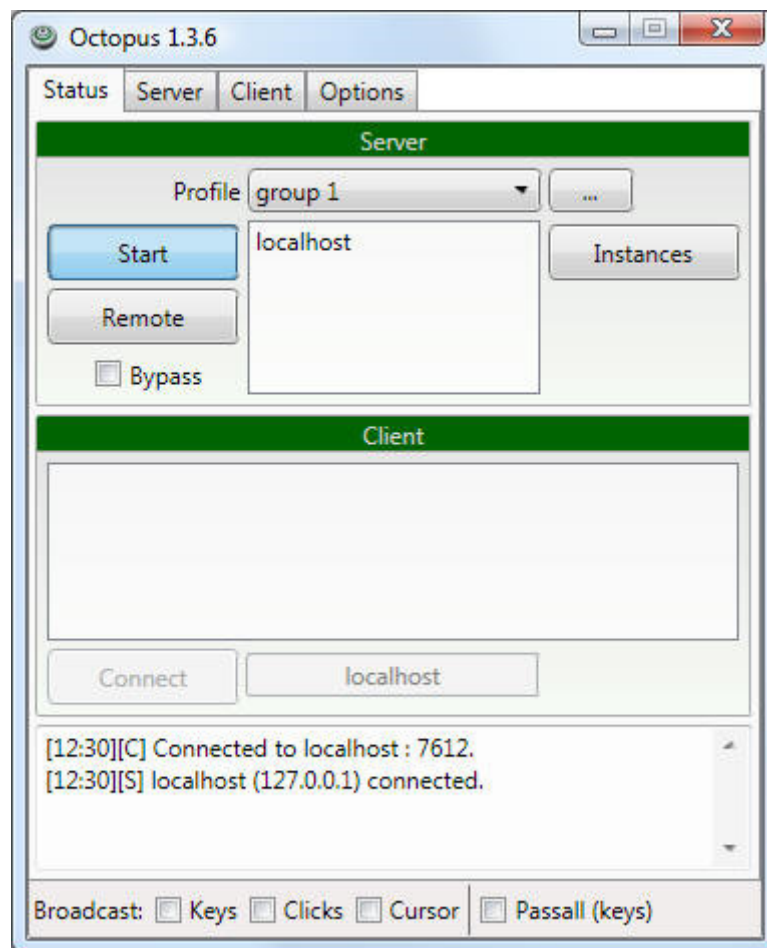 Octopus 1.3.6
Status Server Client Options
Server
Profile group 1 ...
Start localhost Instances
Remote
Bypass
Client
Connect localhost
[12:30][C] Connected to localhost : 7612.
[12:30][S] localhost (127.0.0.1) connected.
Broadcast: Keys Clicks Cursor Passall (keys)